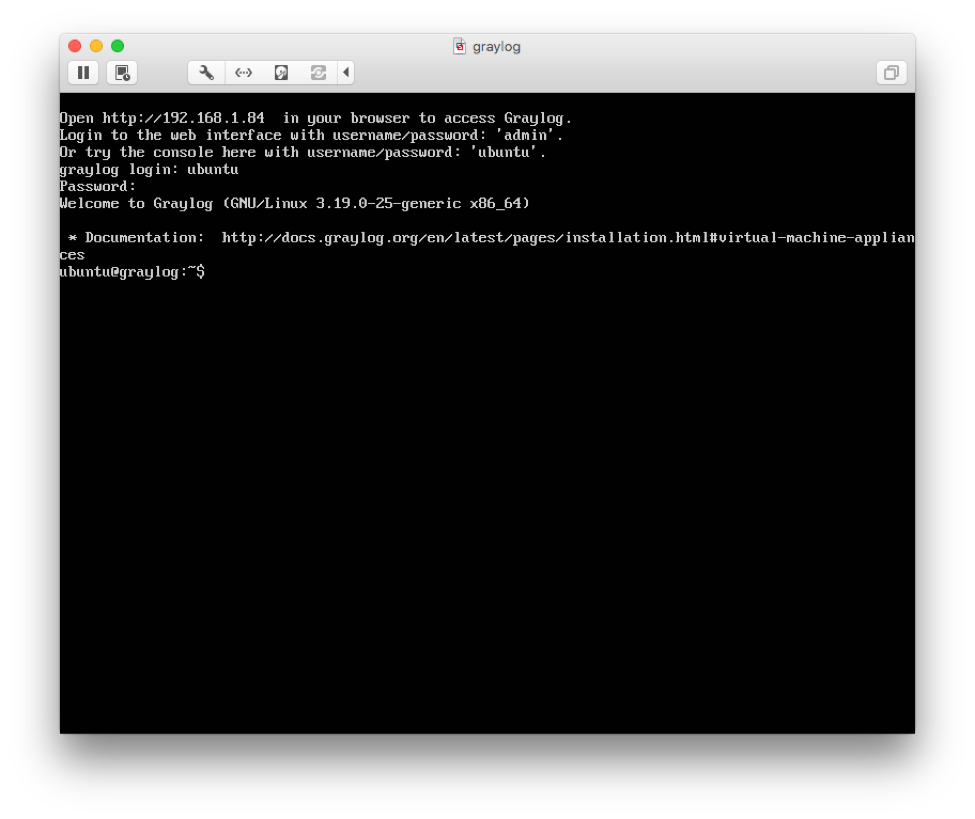 graylog
Open http://192.168.1.84  in your browser to access Graylog.
Login to the web interface with username/password: 'admin'.
Or try the console here with username/password: 'ubuntu'.
graylog login: ubuntu
Password:
Welcome to Graylog (GNU/Linux 3.19.0-25-generic x86_64)
 * Documentation:  http://docs.graylog.org/en/latest/pages/installation.html#virtual-machine-applian
ces
ubuntu@graylog:~$